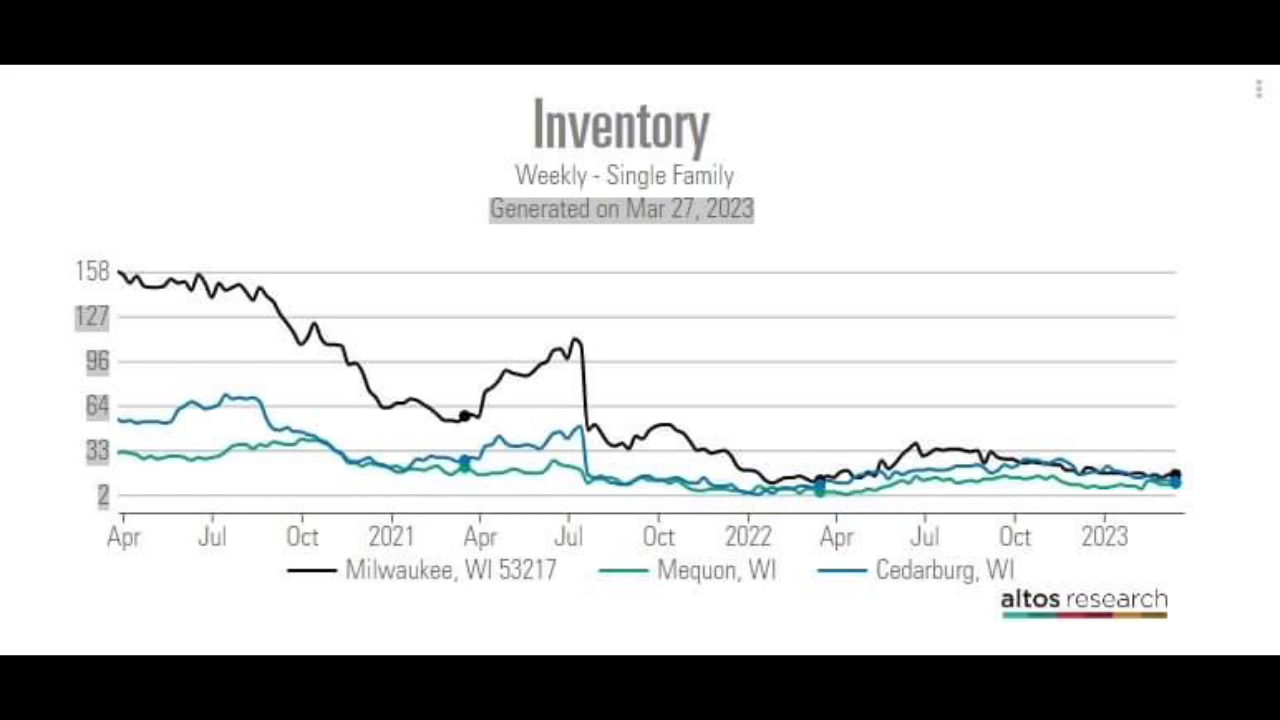 Inventory
Weekly - Single Family
Generated on Mar 27, 2023
158
127
96
64
33
2
Apr Jul Oct 2021 Apr Jul Oct 2022 Apr Jul Oct 2023
Milwaukee, WI 53217 Mequon, WI Cedarburg, WI
altos research